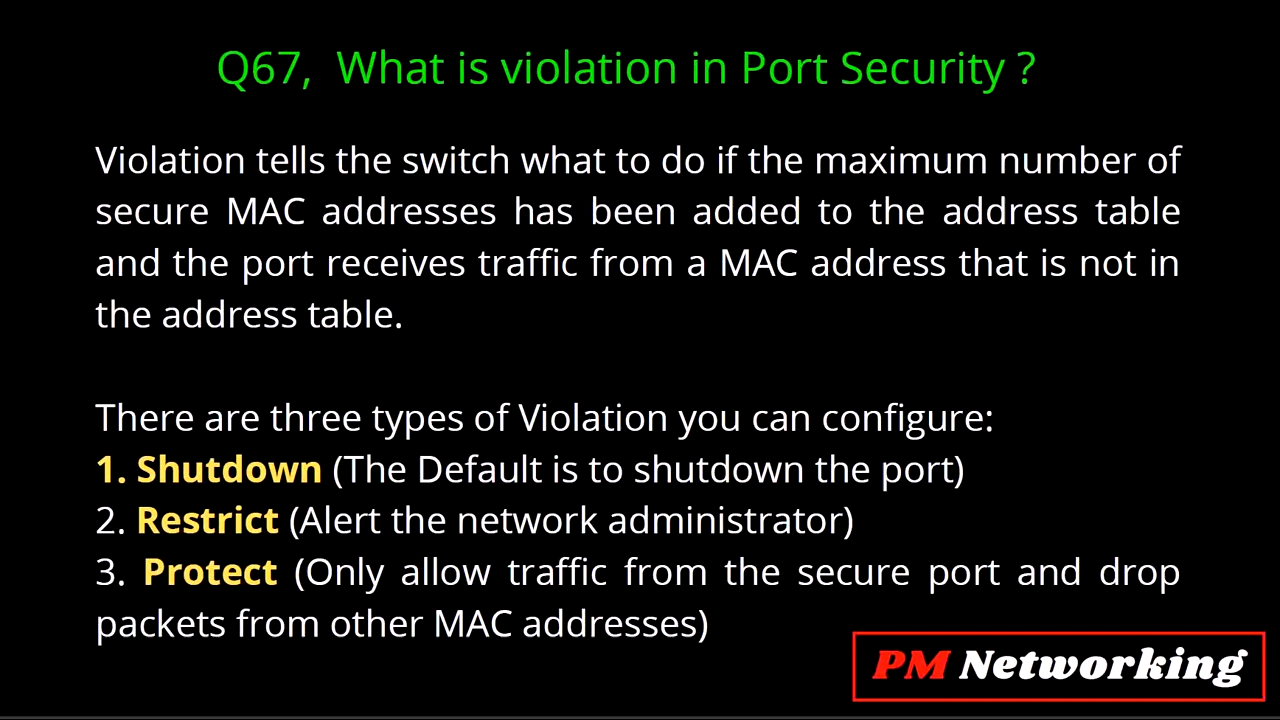 Q67, What is violation in Port Security ?
Violation tells the switch what to do if the maximum number of
secure MAC addresses has been added to the address table
and the port receives traffic from a MAC address that is not in
the address table.
There are three types of Violation you can configure:
1. Shutdown (The Default is to shutdown the port)
2. Restrict (Alert the network administrator)
3. Protect (Only allow traffic from the secure port and drop
packets from other MAC addresses)
PM Networking